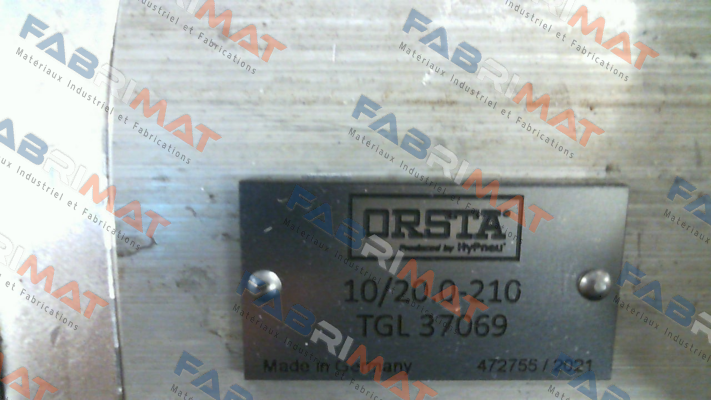 ORSTA
Produced by HyPneu
10/20.0-210
TGL 37069
Made in Germany 472755 / 2021
FABRIMAT
Materiaux Industriel et Fabrications